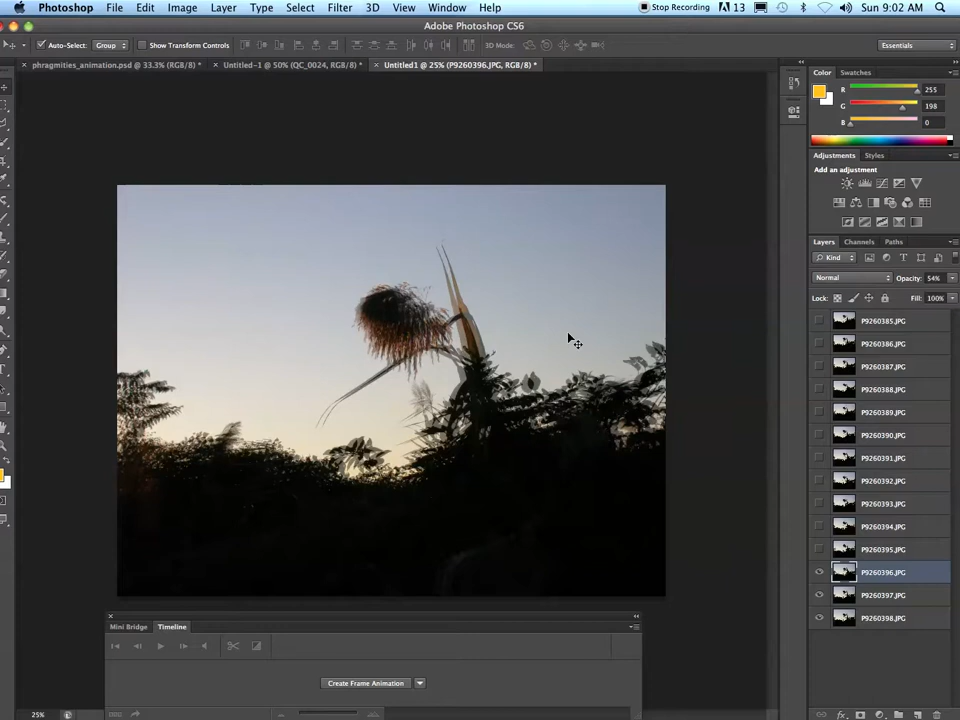 Photoshop File Edit Image Layer Type Select Filter 3D View Window Help Stop Recording 13 Sun 9:02 AM
Adobe Photoshop CS6
Auto-Select: Group Show Transform Controls 3D Mode: Essentials
phragmities_animation.psd @ 33.3% (RGB/8) * Untitled-1 @ 50% (QC_0024, RGB/8) * Untitled1 @ 25% (P9260396.JPG, RGB/8) *
Color Swatches
R 255
G 198
B 0
Adjustments Styles
Add an adjustment
Layers Channels Paths
Kind
Normal Opacity: 54%
Lock: Fill: 100%
P9260385.JPG
P9260386.JPG
P9260387.JPG
P9260388.JPG
P9260389.JPG
P9260390.JPG
P9260391.JPG
P9260392.JPG
P9260393.JPG
P9260394.JPG
P9260395.JPG
P9260396.JPG
P9260397.JPG
P9260398.JPG
Mini Bridge Timeline
Create Frame Animation
25%
fx